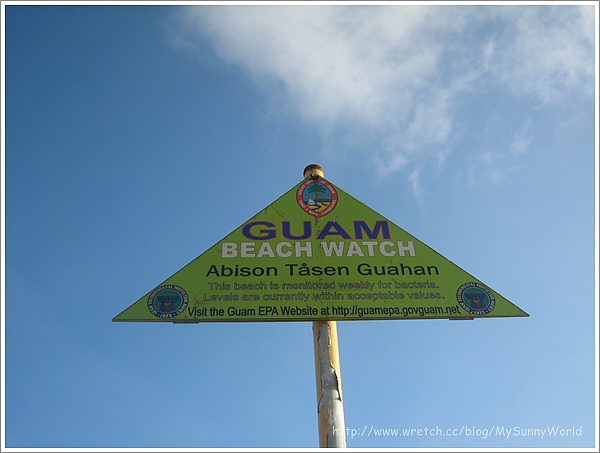 GUAM
BEACH WATCH
Abison Tåsen Guahan
This beach is monitored weekly for bacteria.
Levels are currently within acceptable values.
Visit the Guam EPA Website at http://guamepa.govguam.net
http://www.wretch.cc/blog/MySunnyWorld